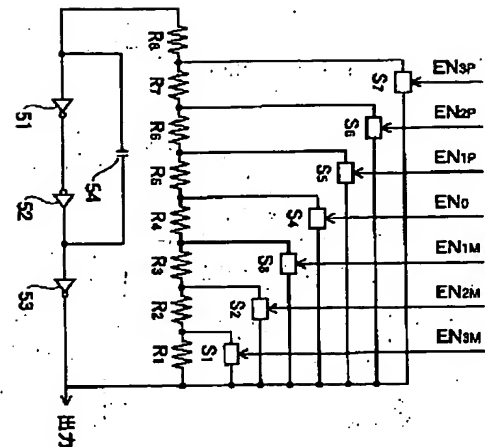 EN3P
EN2P
EN1P
EN0
EN1M
EN2M
EN3M
S7
S6
S5
S4
S3
S2
S1
R8
R7
R6
R5
R4
R3
R2
R1
51
52
53
54
出力